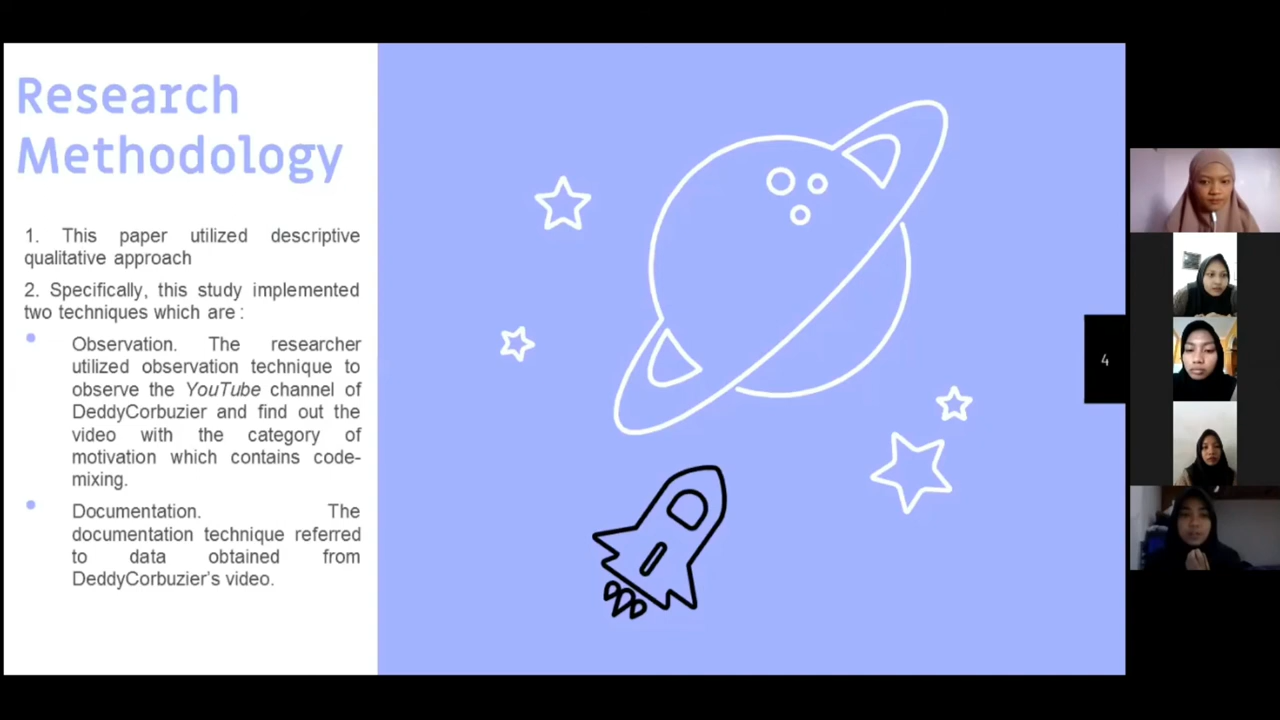 Research
Methodology
1. This paper utilized descriptive
qualitative approach
2. Specifically, this study implemented
two techniques which are :
• Observation. The researcher
utilized observation technique to
observe the YouTube channel of
DeddyCorbuzier and find out the
video with the category of
motivation which contains code-
mixing.
• Documentation. The
documentation technique referred
to data obtained from
DeddyCorbuzier's video.
4